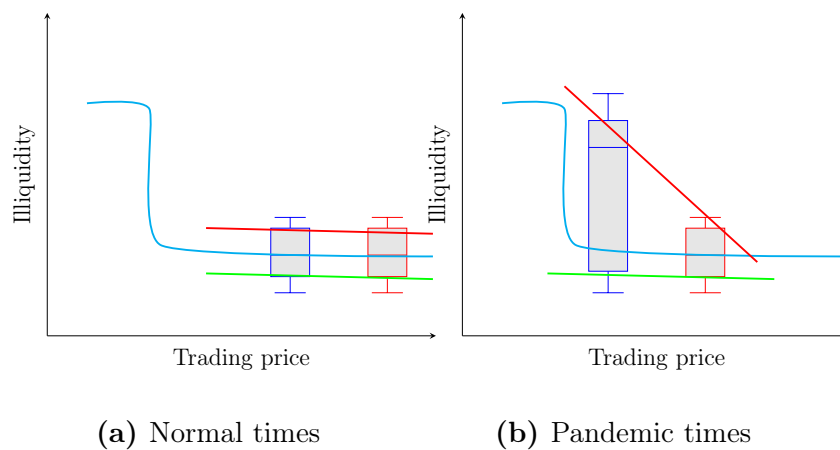 Illiquidity
Trading price
(a) Normal times
Illiquidity
Trading price
(b) Pandemic times